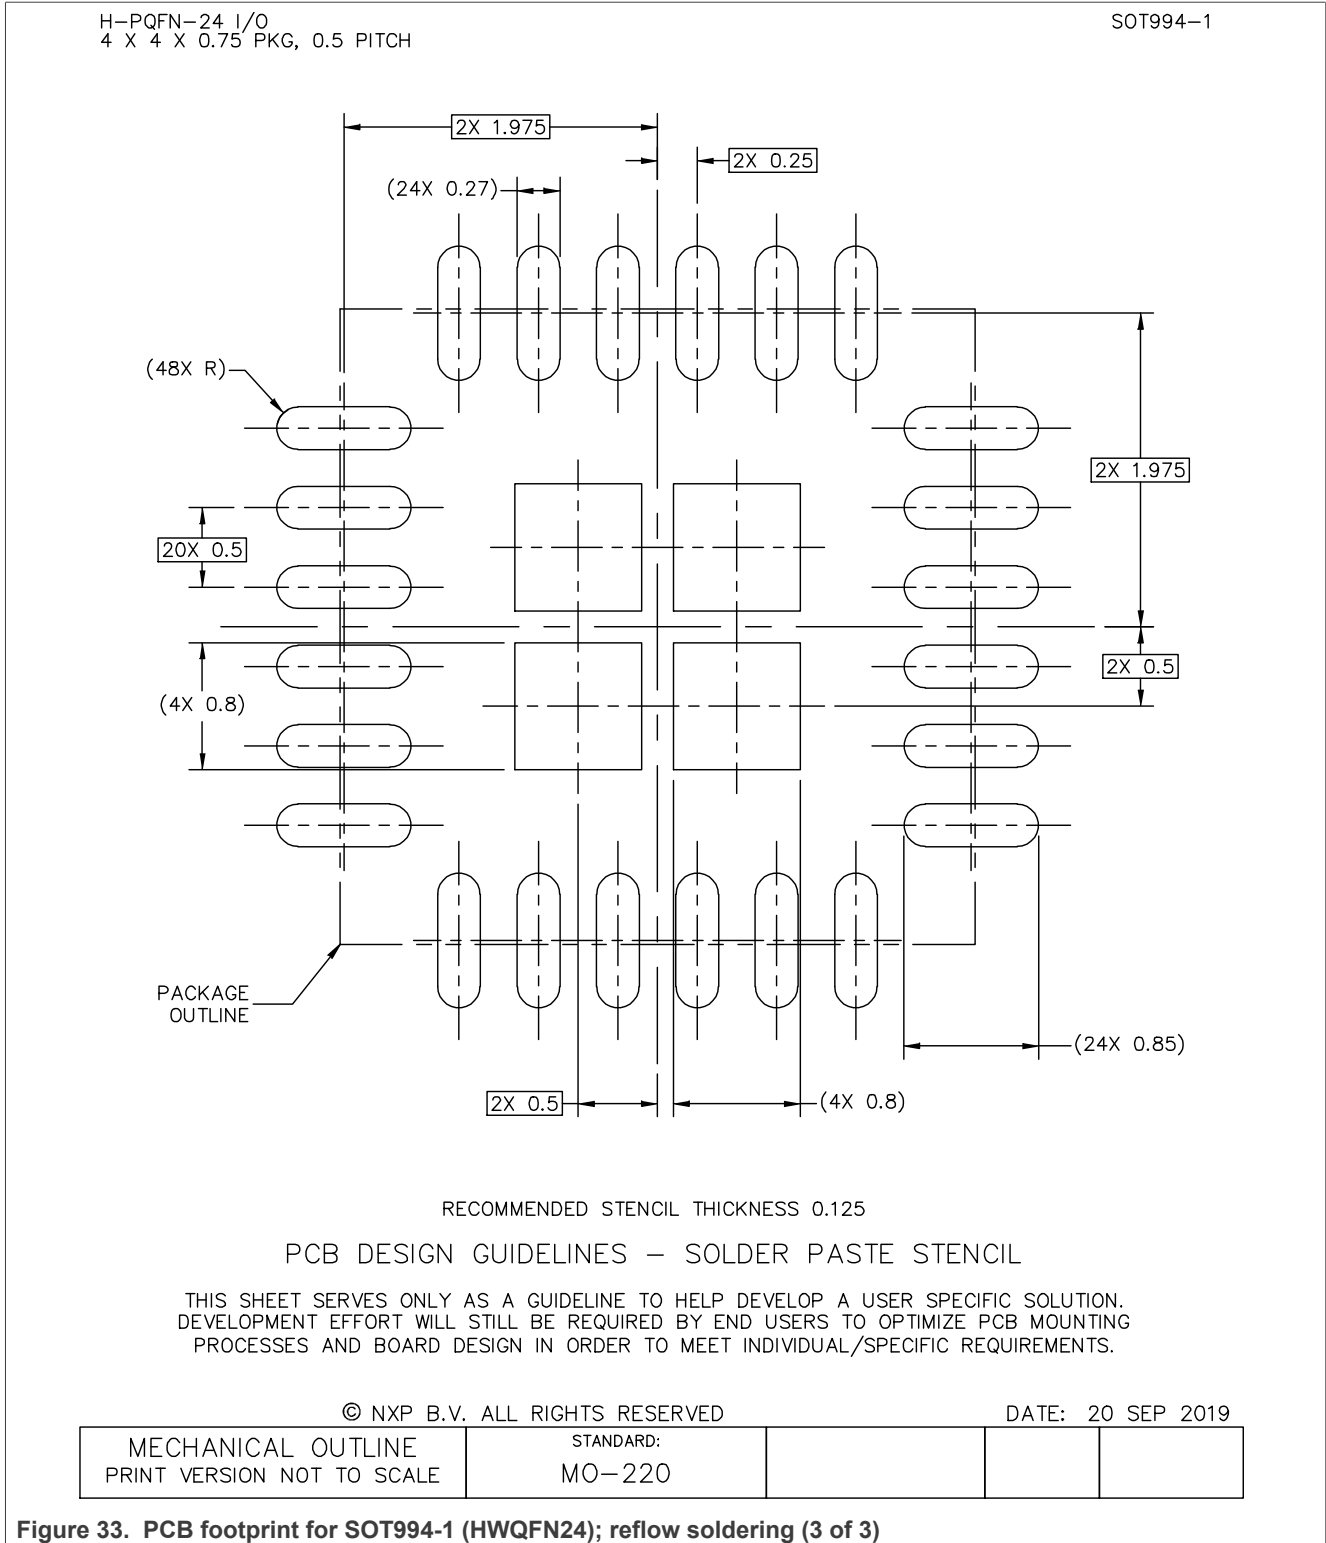 H-PQFN-24 I/O
SOT994-1
4 X 4 X 0.75 PKG, 0.5 PITCH
2X 1.975
2X 0.25
(24X 0.27)
(48X R)
2X 1.975
20X 0.5
2X 0.5
(4X 0.8)
PACKAGE
OUTLINE
(24X 0.85)
2X 0.5
(4X 0.8)
RECOMMENDED STENCIL THICKNESS 0.125
PCB DESIGN GUIDELINES – SOLDER PASTE STENCIL
THIS SHEET SERVES ONLY AS A GUIDELINE TO HELP DEVELOP A USER SPECIFIC SOLUTION.
DEVELOPMENT EFFORT WILL STILL BE REQUIRED BY END USERS TO OPTIMIZE PCB MOUNTING
PROCESSES AND BOARD DESIGN IN ORDER TO MEET INDIVIDUAL/SPECIFIC REQUIREMENTS.
© NXP B.V. ALL RIGHTS RESERVED
DATE: 20 SEP 2019
MECHANICAL OUTLINE
PRINT VERSION NOT TO SCALE
STANDARD:
MO-220
Figure 33. PCB footprint for SOT994-1 (HWQFN24); reflow soldering (3 of 3)